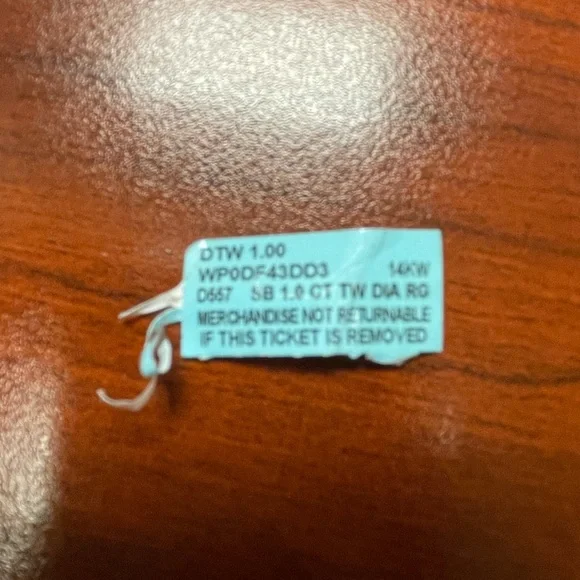 DTW 1.00
WP0DF43DD3 14KW
D557 SB 1.0 CT TW DIA RG
MERCHANDISE NOT RETURNABLE
IF THIS TICKET IS REMOVED